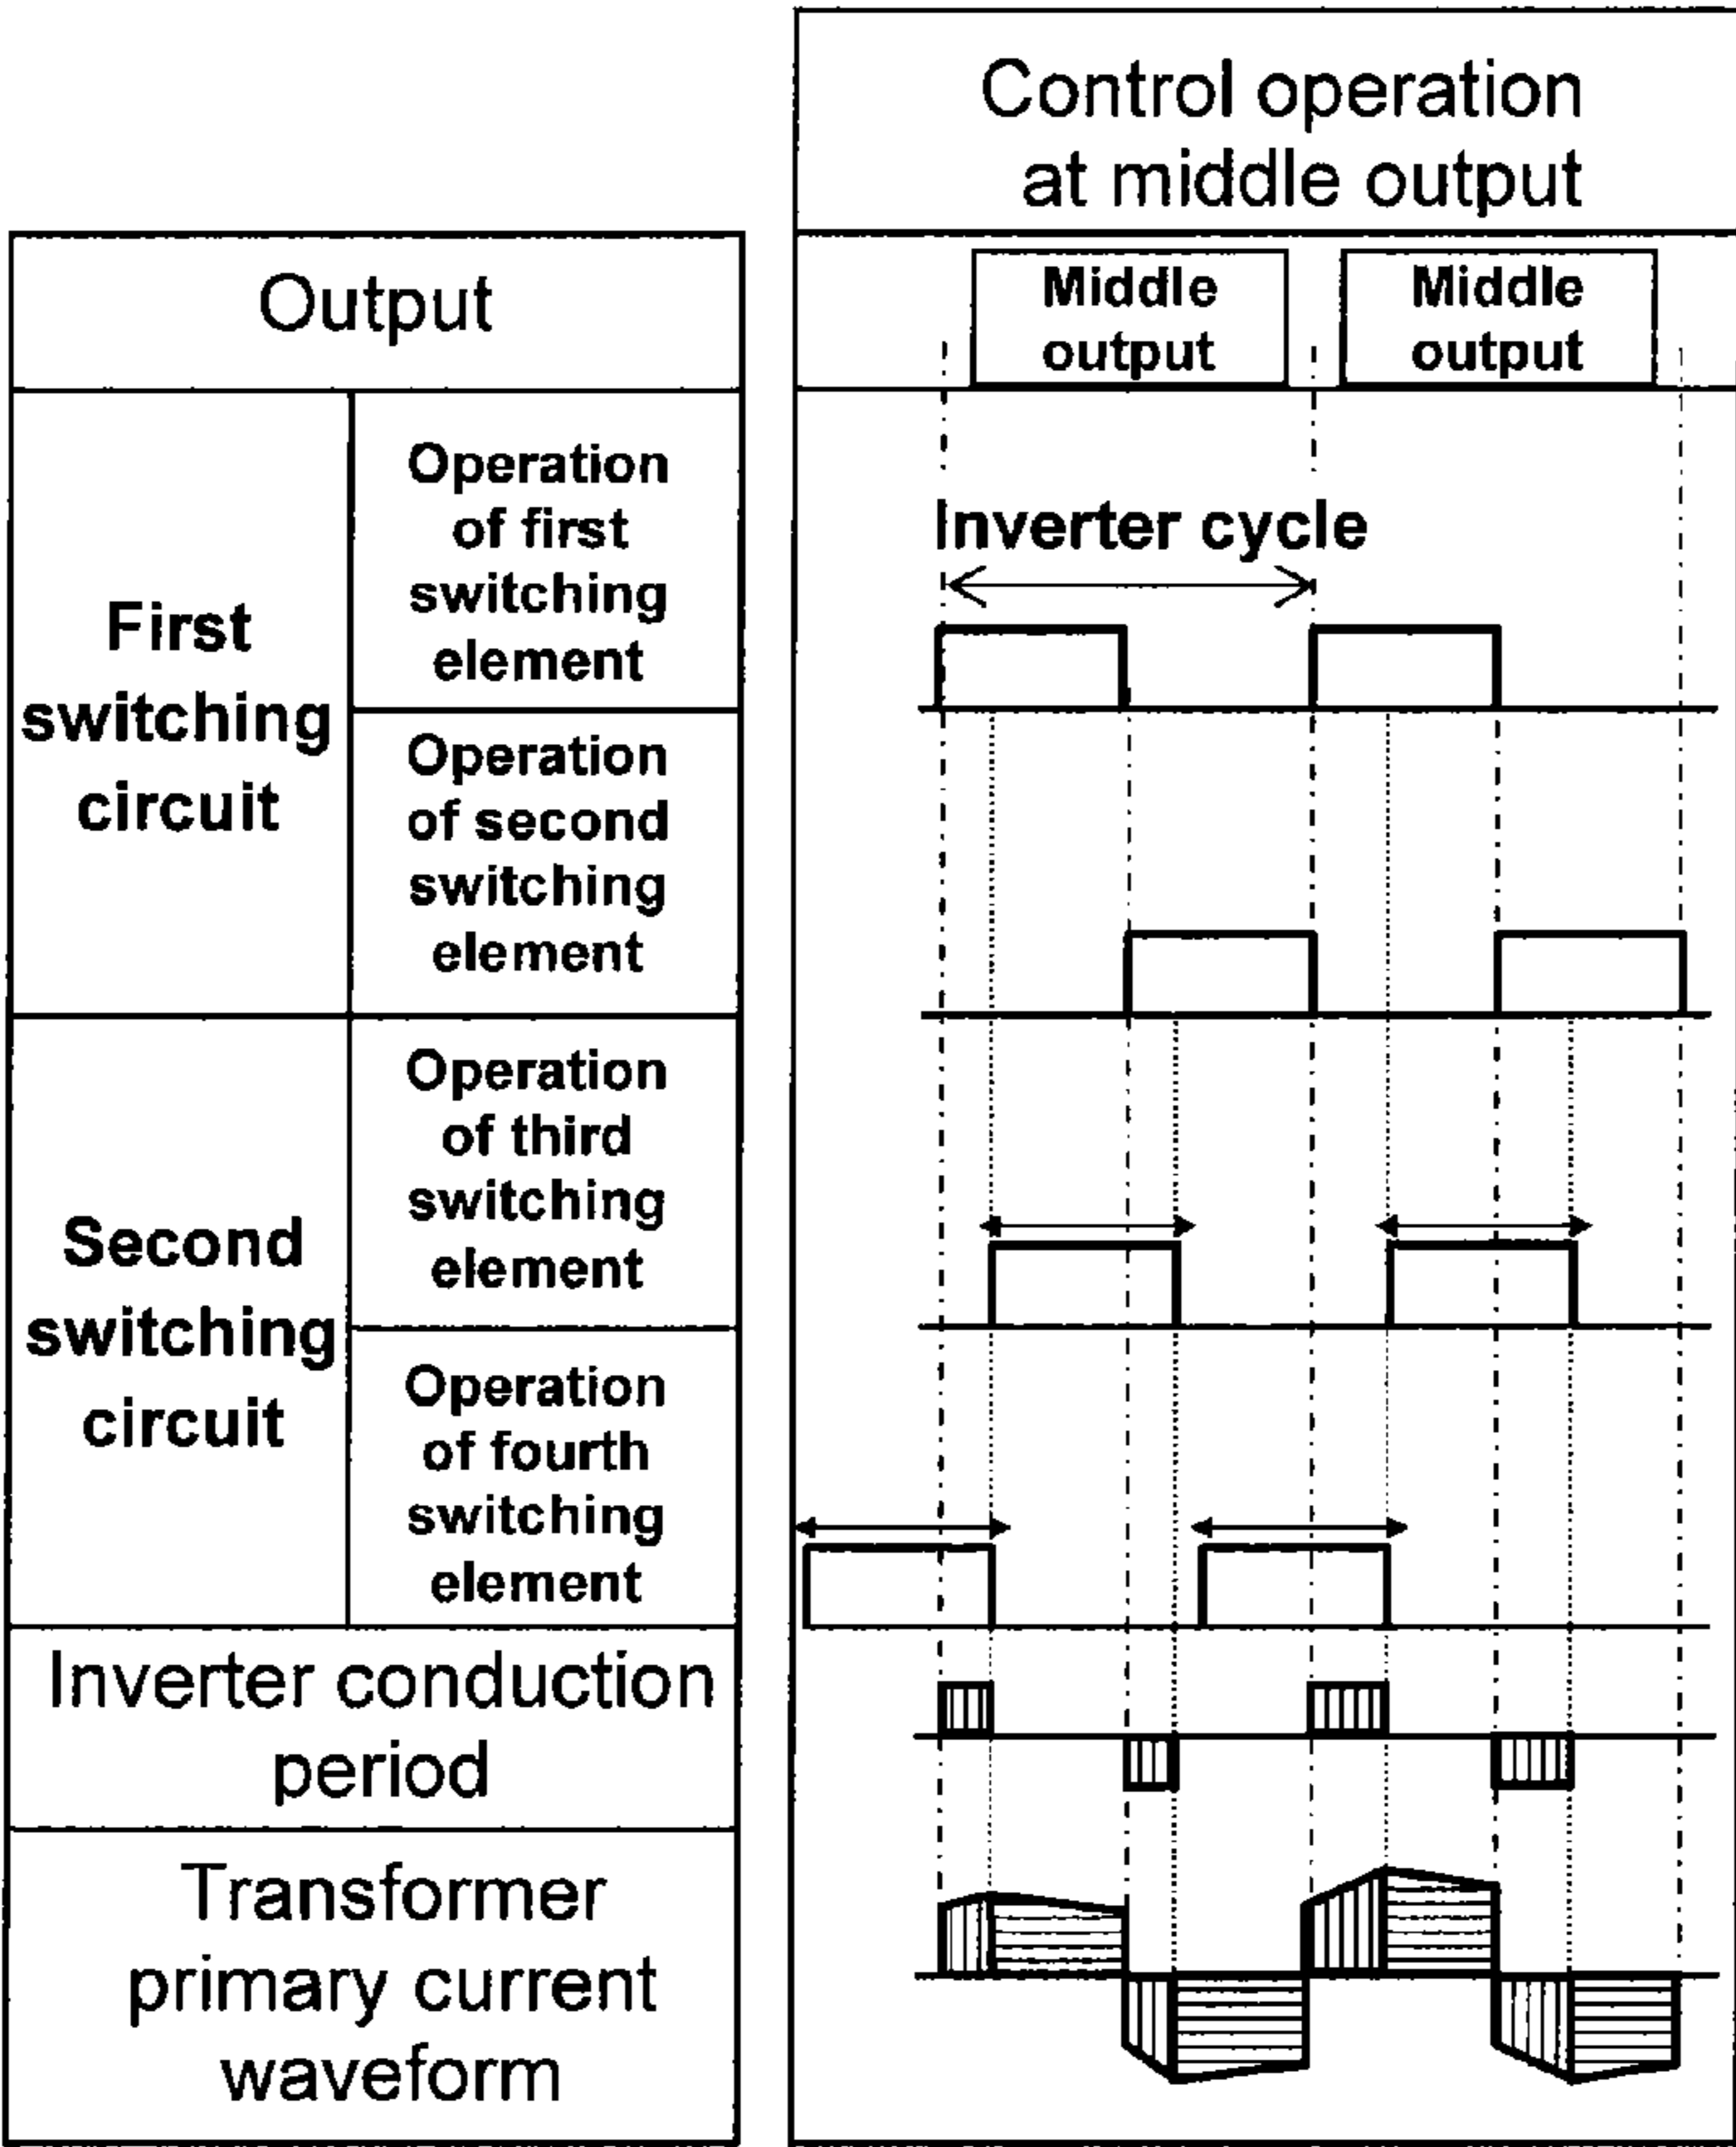 Control operation
at middle output
Output
Middle
output
Middle
output
First
switching
circuit
Operation
of first
switching
element
Inverter cycle
Operation
of second
switching
element
Second
switching
circuit
Operation
of third
switching
element
Operation
of fourth
switching
element
Inverter conduction
period
Transformer
primary current
waveform